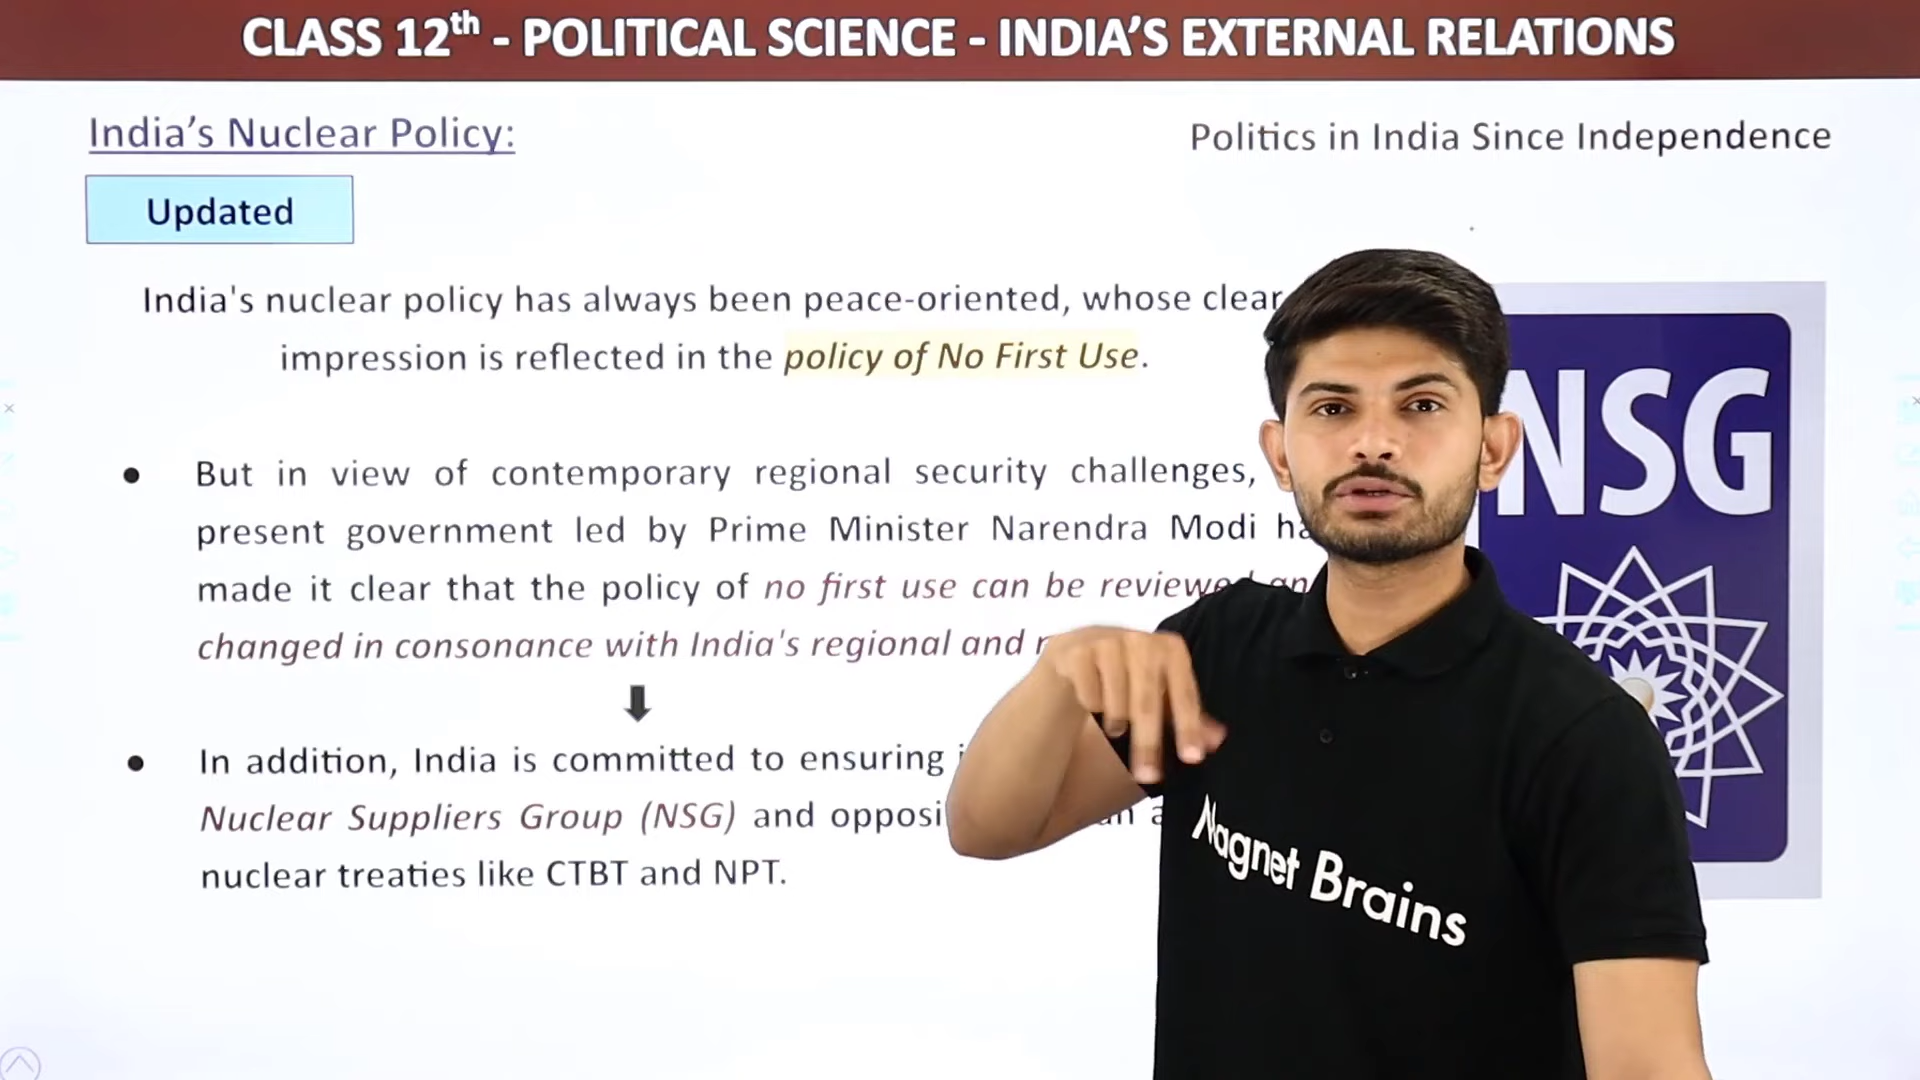 CLASS 12th - POLITICAL SCIENCE - INDIA'S EXTERNAL RELATIONS
India's Nuclear Policy:
Politics in India Since Independence
Updated
India's nuclear policy has always been peace-oriented, whose clear
impression is reflected in the policy of No First Use.
● But in view of contemporary regional security challenges,
present government led by Prime Minister Narendra Modi
made it clear that the policy of no first use can be reviewed
changed in consonance with India's regional and
● In addition, India is committed to ensuring
Nuclear Suppliers Group (NSG) and
nuclear treaties like CTBT and NPT.
NSG
Magnet Brains